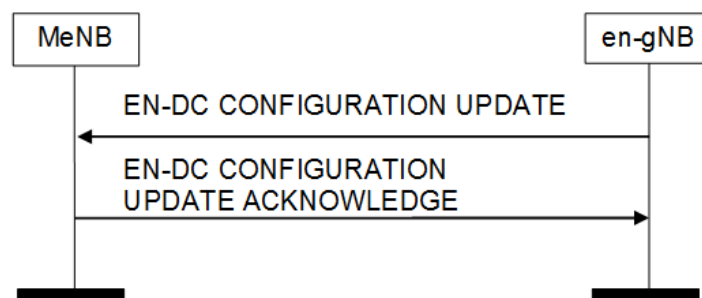 MeNB
en-gNB
EN-DC CONFIGURATION UPDATE
EN-DC CONFIGURATION
UPDATE ACKNOWLEDGE